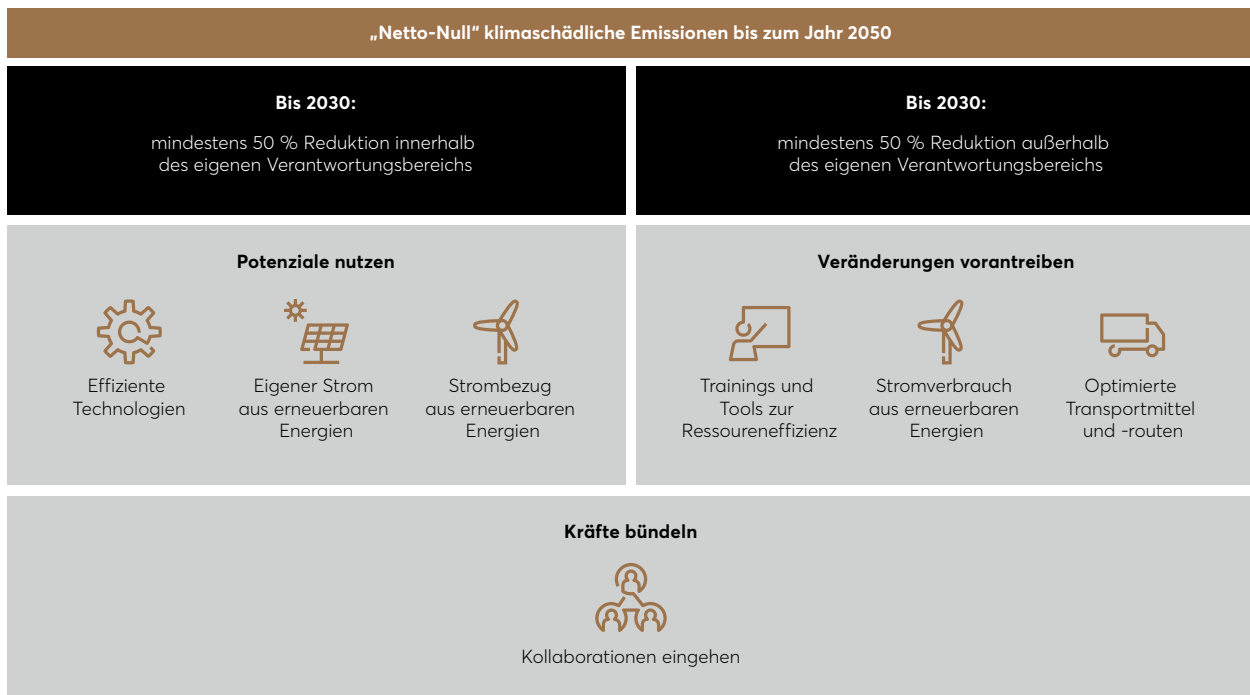 „Netto-Null“ klimaschädliche Emissionen bis zum Jahr 2050
Bis 2030:
mindestens 50 % Reduktion innerhalb
des eigenen Verantwortungsbereichs
Bis 2030:
mindestens 50 % Reduktion außerhalb
des eigenen Verantwortungsbereichs
Potenziale nutzen
Effiziente
Technologien
Eigener Strom
aus erneuerbaren
Energien
Strombezug
aus erneuerbaren
Energien
Veränderungen vorantreiben
Trainings und
Tools zur
Ressoureneffizienz
Stromverbrauch
aus erneuerbaren
Energien
Optimierte
Transportmittel
und -routen
Kräfte bündeln
Kollaborationen eingehen